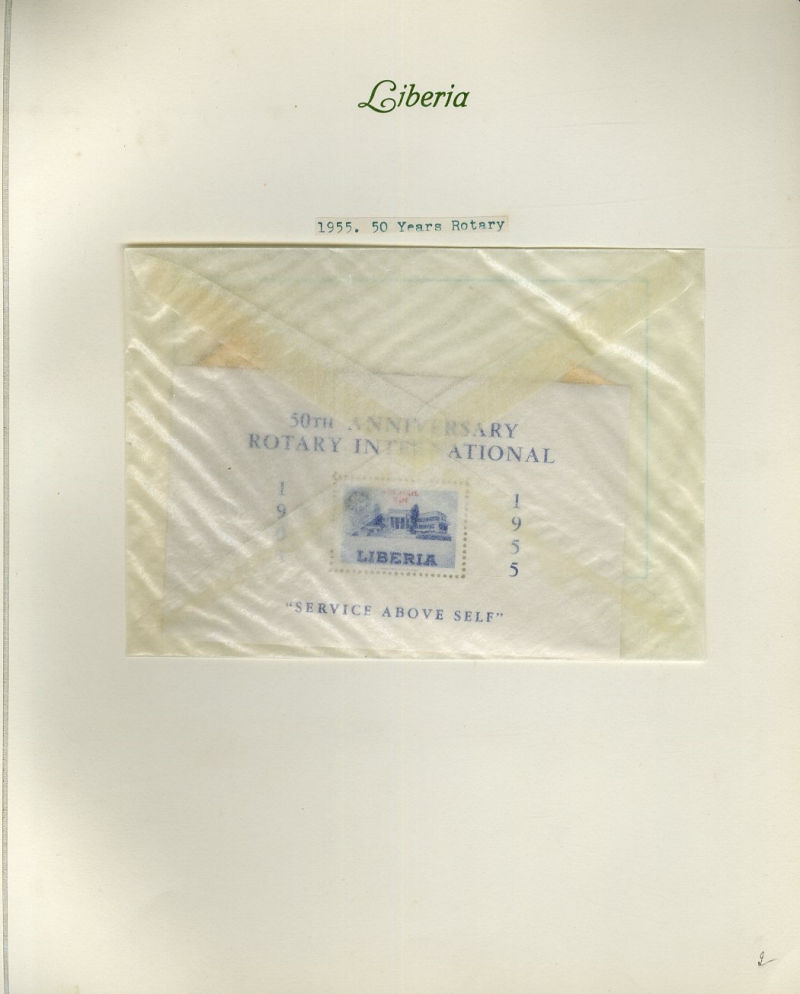 Liberia
1955. 50 Years Rotary
50TH ANNIVERSARY
ROTARY INTERNATIONAL
1
9
1
9
5
5
LIBERIA
"SERVICE ABOVE SELF"